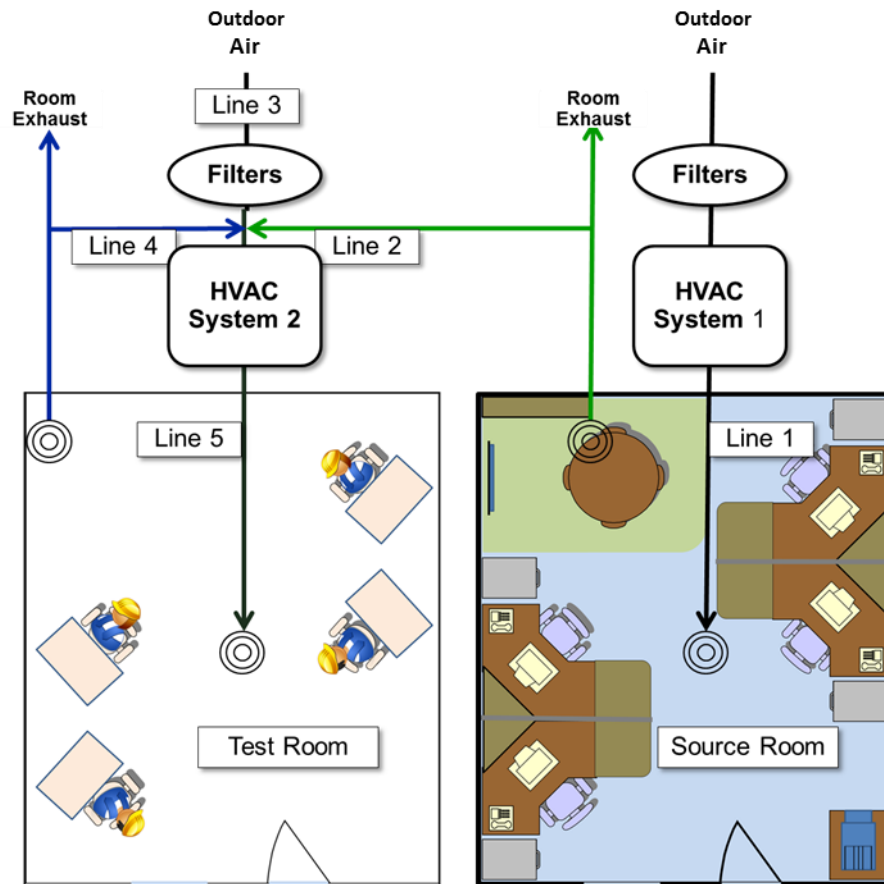 Outdoor
Air
Outdoor
Air
Room
Exhaust
Line 3
Room
Exhaust
Filters
Filters
Line 4
Line 2
HVAC
System 2
HVAC
System 1
Line 5
Line 1
Test Room
Source Room